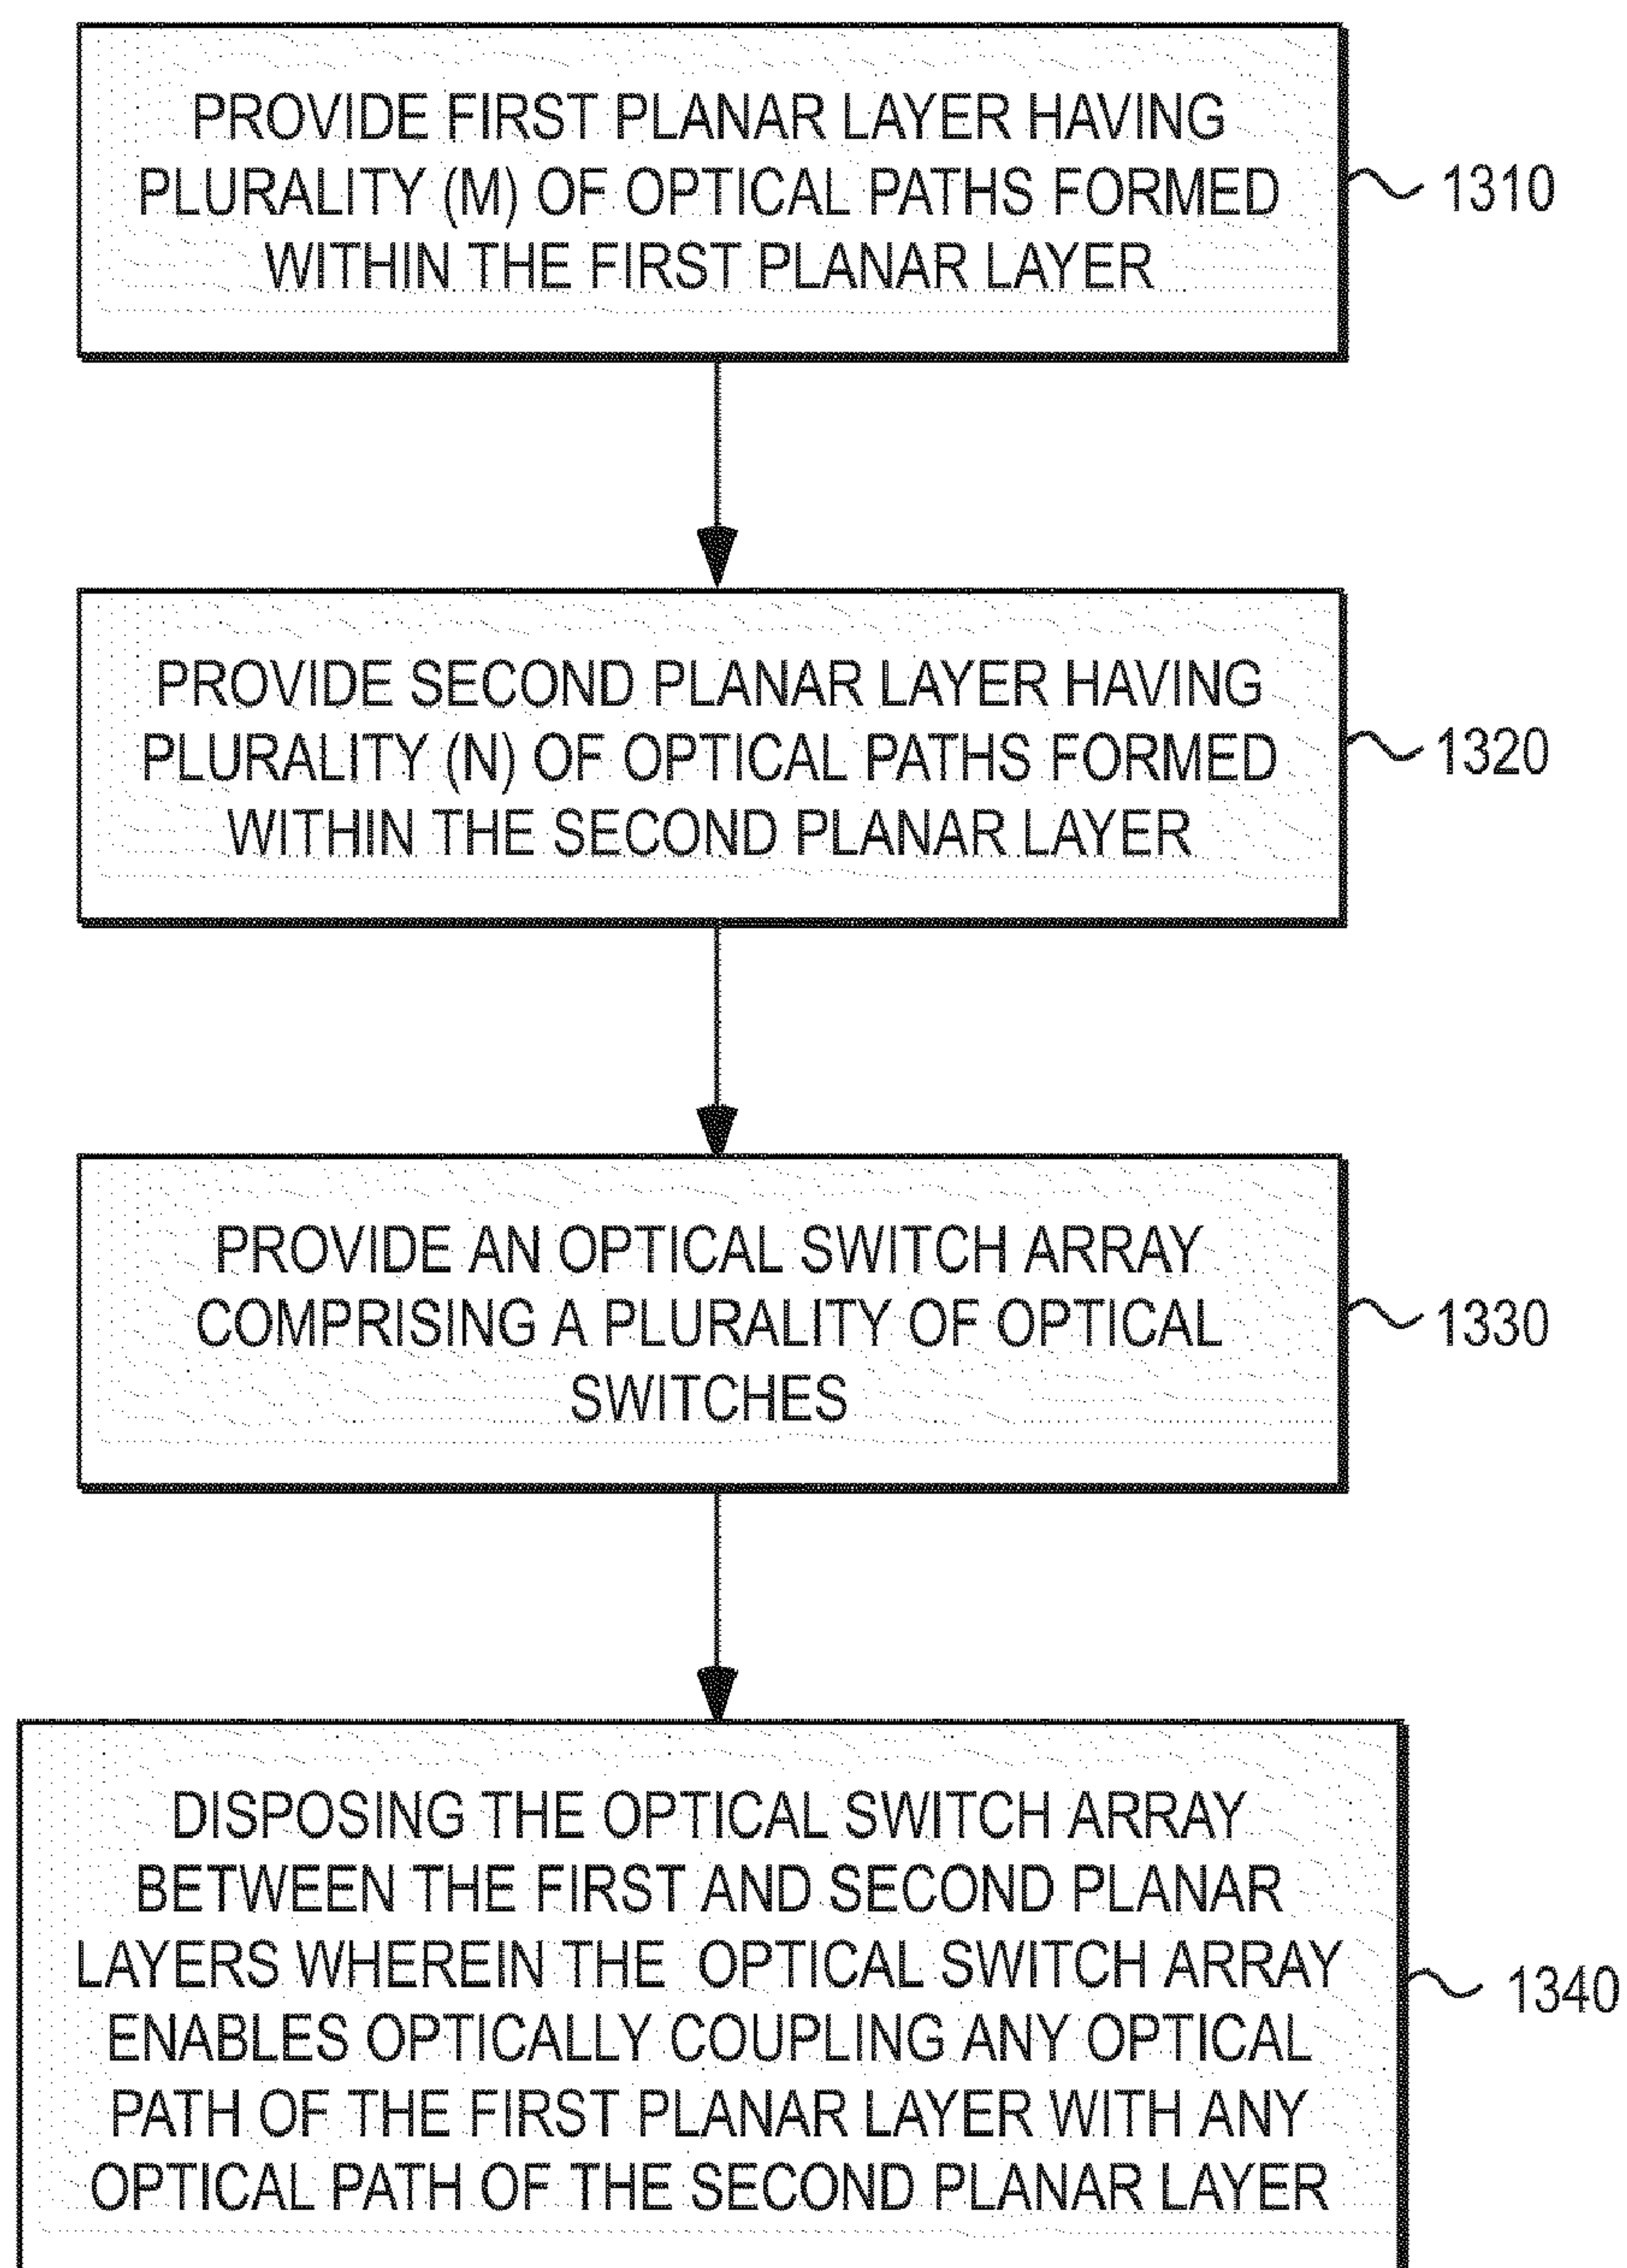 PROVIDE FIRST PLANAR LAYER HAVING
PLURALITY (M) OF OPTICAL PATHS FORMED
WITHIN THE FIRST PLANAR LAYER
1310
PROVIDE SECOND PLANAR LAYER HAVING
PLURALITY (N) OF OPTICAL PATHS FORMED
WITHIN THE SECOND PLANAR LAYER
1320
PROVIDE AN OPTICAL SWITCH ARRAY
COMPRISING A PLURALITY OF OPTICAL
SWITCHES
1330
DISPOSING THE OPTICAL SWITCH ARRAY
BETWEEN THE FIRST AND SECOND PLANAR
LAYERS WHEREIN THE OPTICAL SWITCH ARRAY
ENABLES OPTICALLY COUPLING ANY OPTICAL
PATH OF THE FIRST PLANAR LAYER WITH ANY
OPTICAL PATH OF THE SECOND PLANAR LAYER
1340